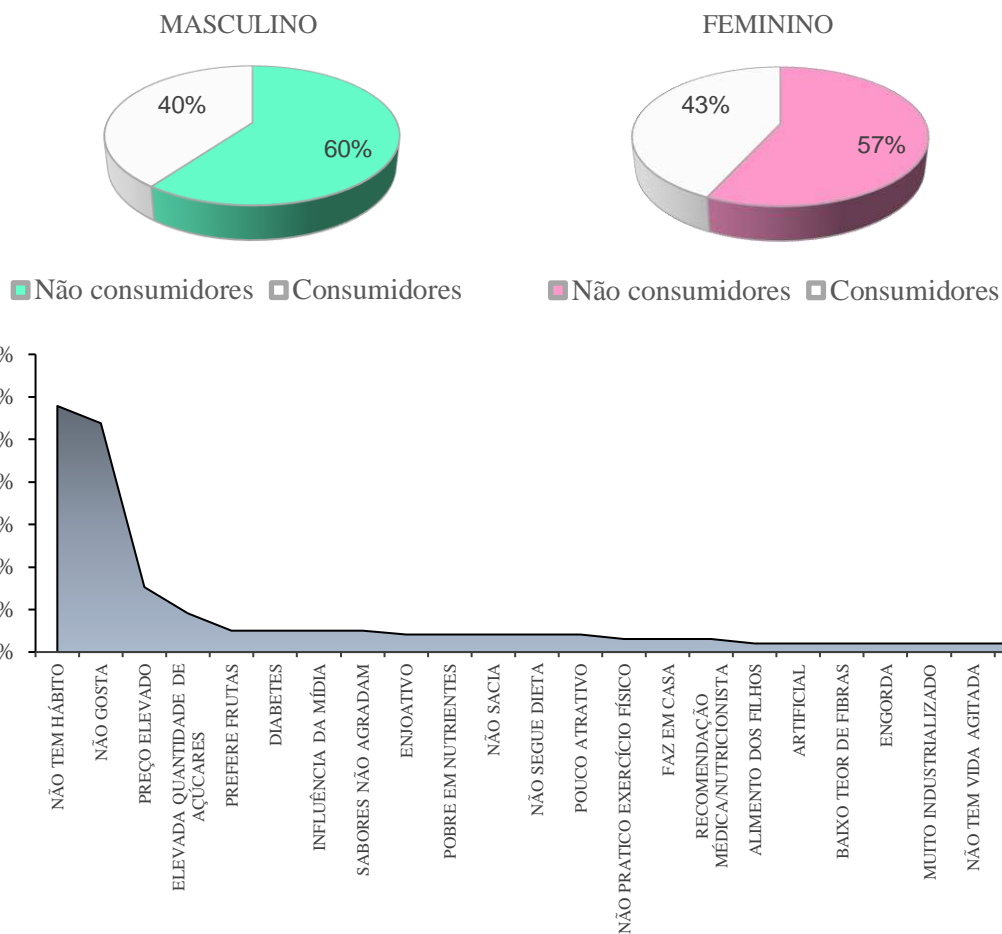 MASCULINO
FEMININO
40%
60%
43%
57%
Não consumidores
Consumidores
Não consumidores
Consumidores
%
%
%
%
%
%
%
%
NÃO TEM HÁBITO
NÃO GOSTA
PREÇO ELEVADO
ELEVADA QUANTIDADE DE
AÇÚCARES
PREFERE FRUTAS
DIABETES
INFLUÊNCIA DA MÍDIA
SABORES NÃO AGRADAM
ENJOATIVO
POBRE EM NUTRIENTES
NÃO SACIA
NÃO SEGUE DIETA
POUCO ATRATIVO
NÃO PRATICO EXERCÍCIO FÍSICO
FAZ EM CASA
RECOMENDAÇÃO
MÉDICA/NUTRICIONISTA
ALIMENTO DOS FILHOS
ARTIFICIAL
BAIXO TEOR DE FIBRAS
ENGORDA
MUITO INDUSTRIALIZADO
NÃO TEM VIDA AGITADA